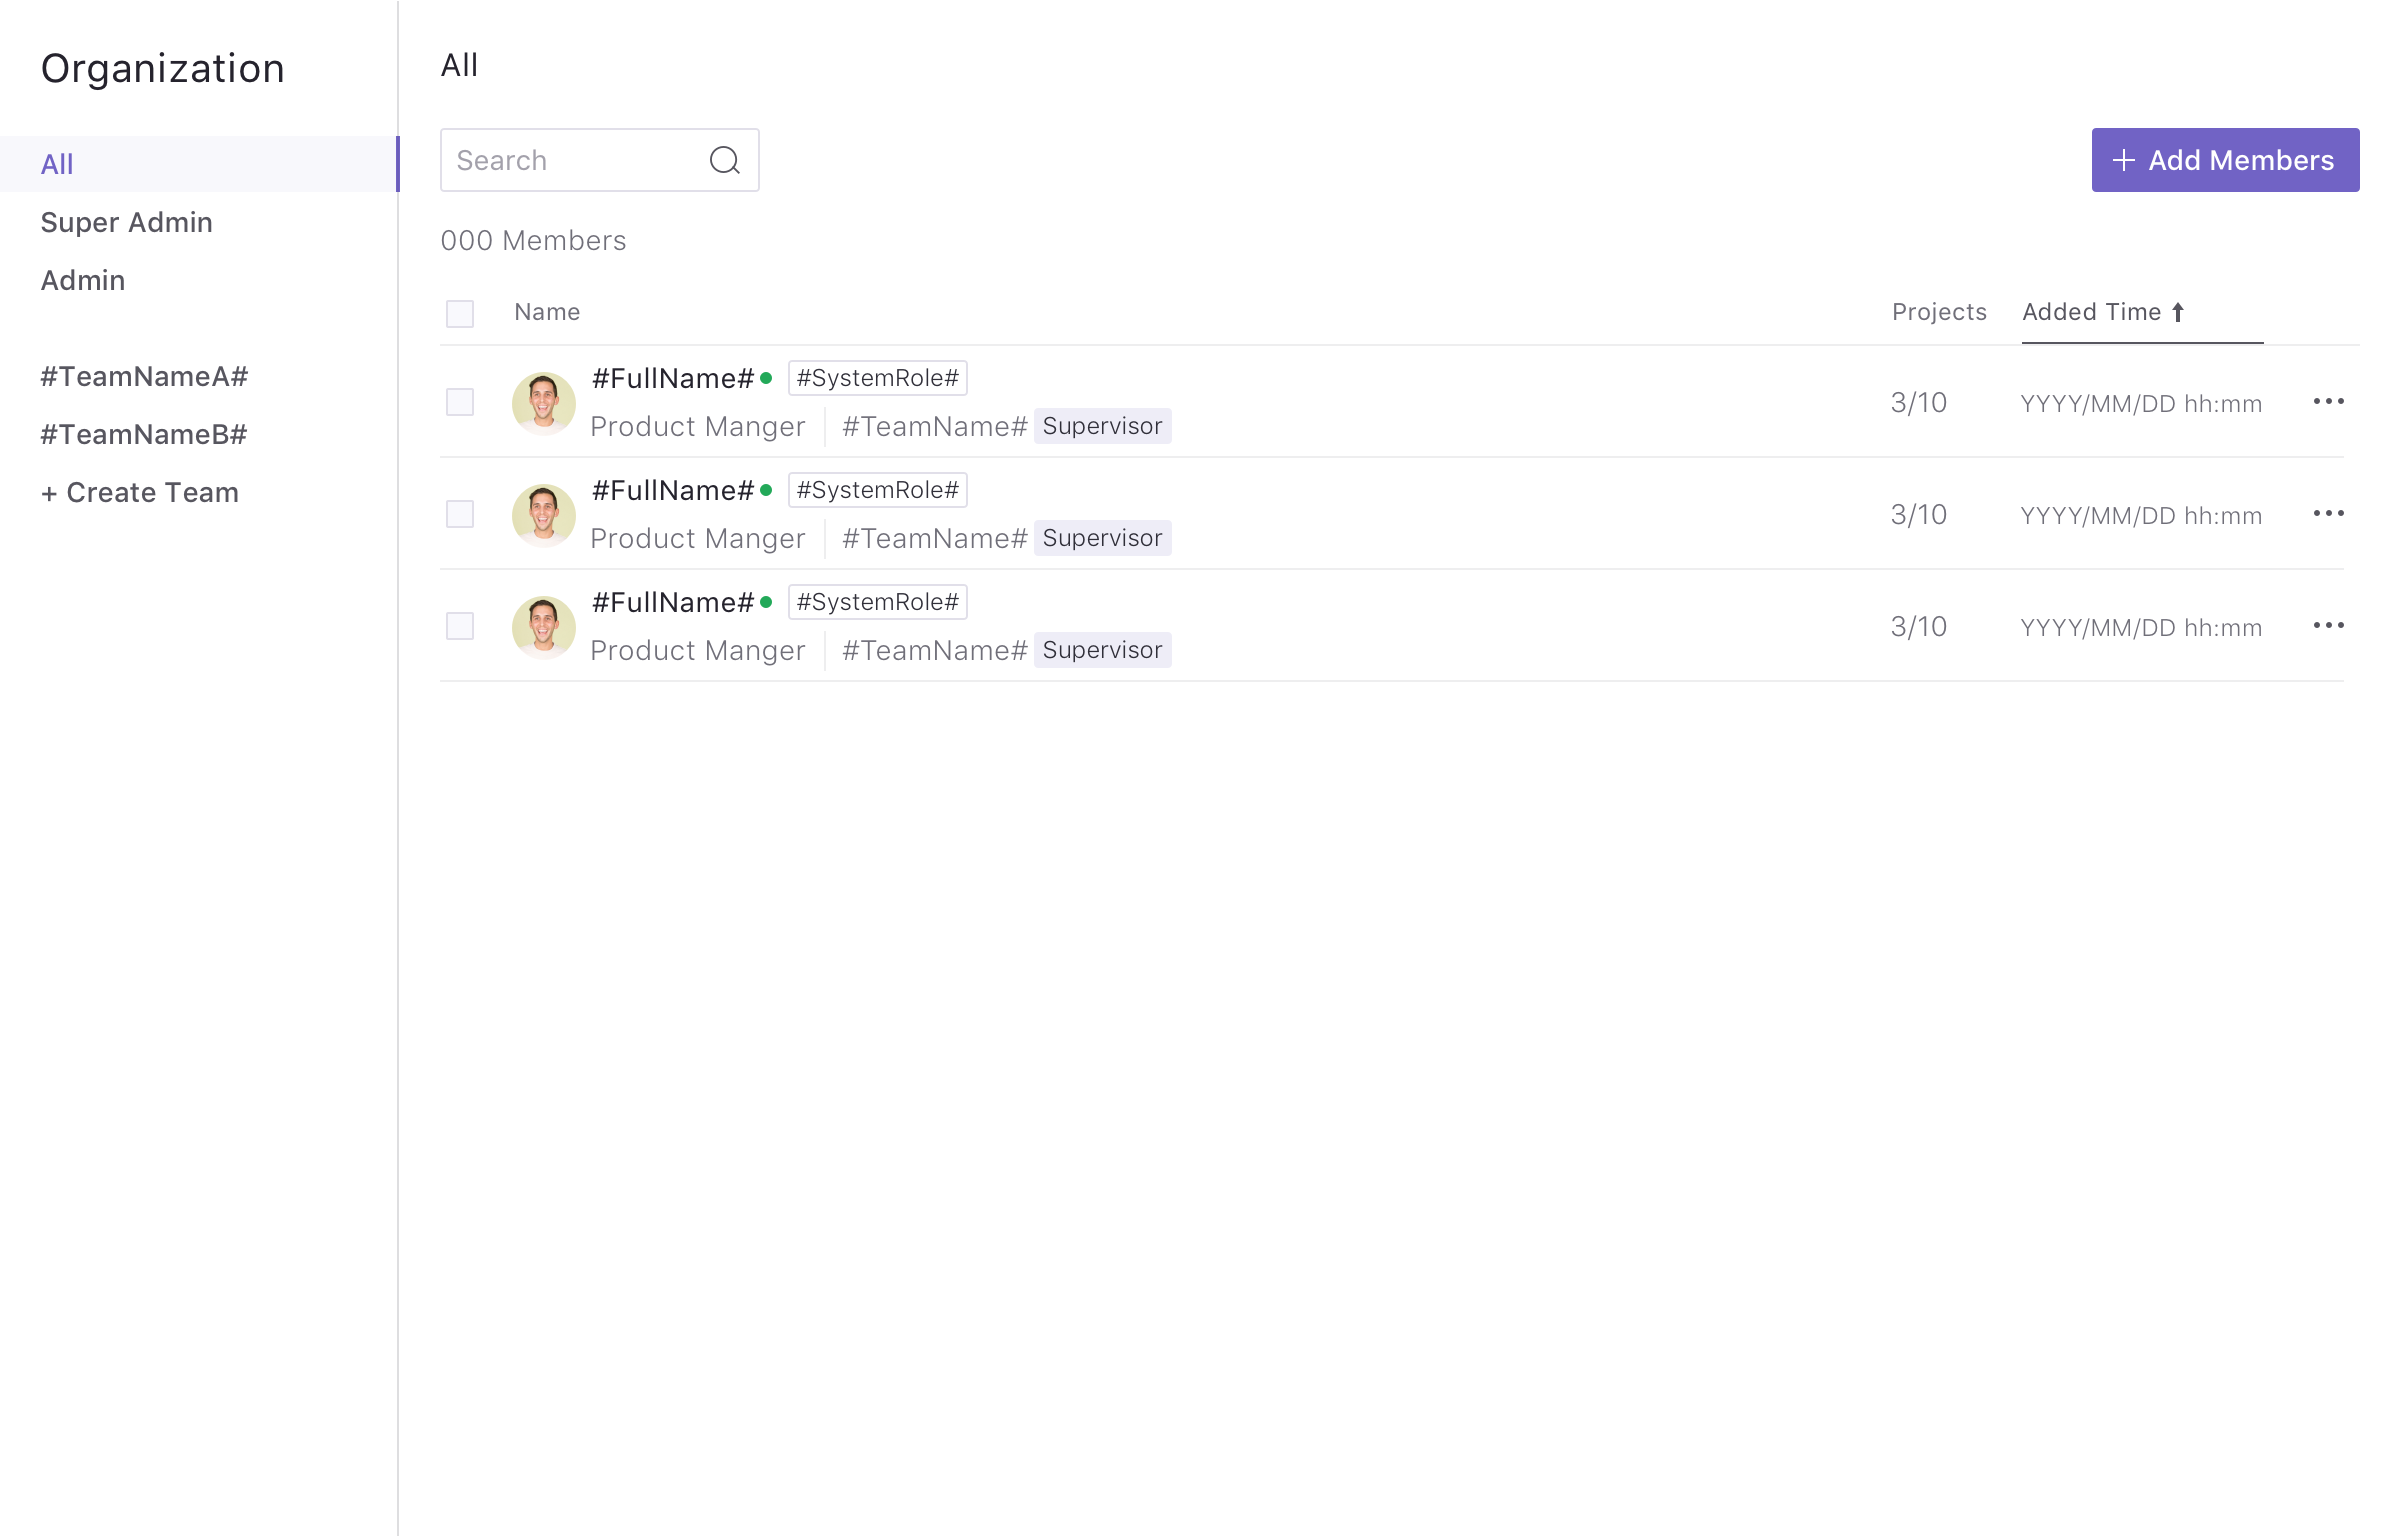 Organization
All
Super Admin
Admin
#TeamNameA#
#TeamNameB#
+ Create Team
All
Search
+ Add Members
000 Members
Name Projects Added Time
#FullName# #SystemRole#
Product Manger #TeamName# Supervisor
3/10 YYYY/MM/DD hh:mm
#FullName# #SystemRole#
Product Manger #TeamName# Supervisor
3/10 YYYY/MM/DD hh:mm
#FullName# #SystemRole#
Product Manger #TeamName# Supervisor
3/10 YYYY/MM/DD hh:mm